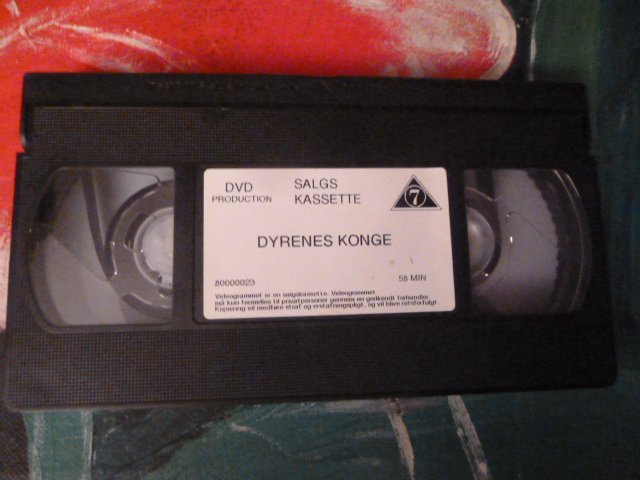 DVD
PRODUCTION
SALGS
KASSETTE
7
DYRENES KONGE
80000023
58 MIN
Videogrammet er en salgskassette. Videogrammet
må kun formidles til privatpersoner gennem en godkendt forhandler.
Kopiering vil medføre straf og erstatningspligt, og vil blive retsforfulgt.